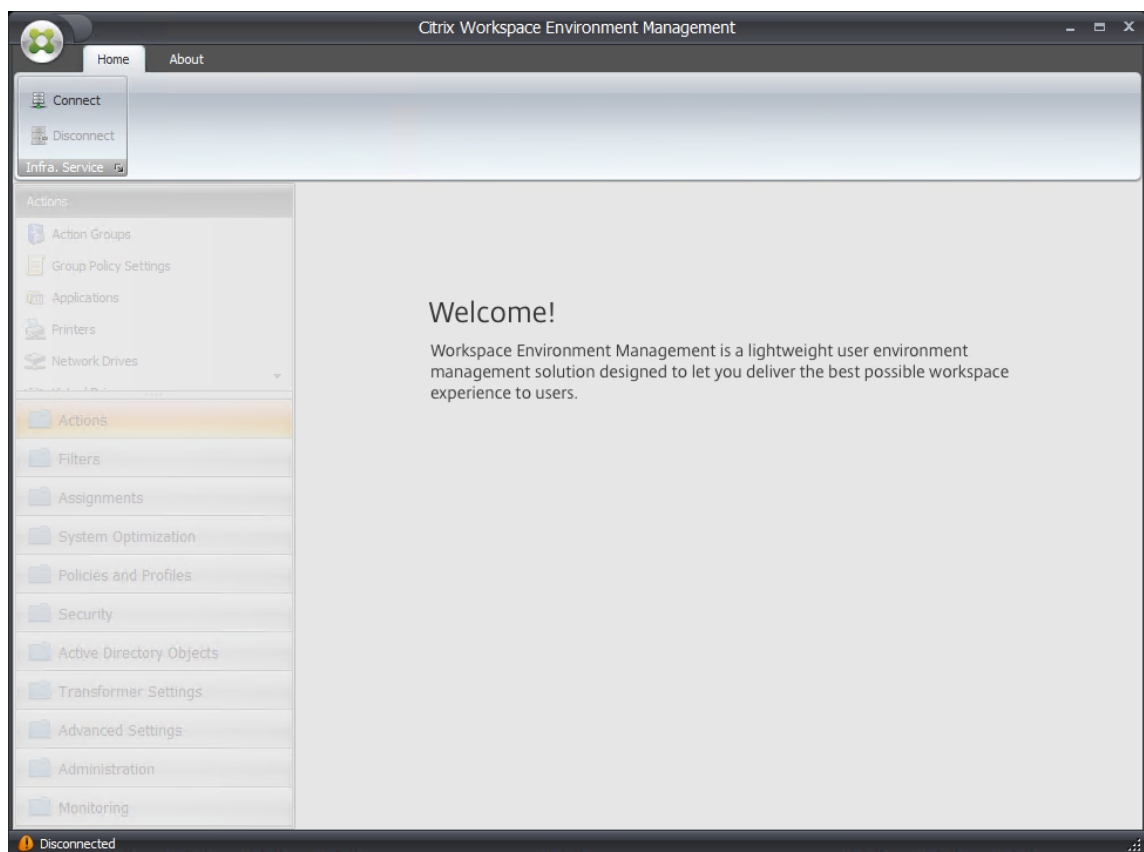 Citrix Workspace Environment Management
Home
About
Connect
Disconnect
Infra. Service
Actions
Action Groups
Group Policy Settings
Applications
Printers
Network Drives
Welcome!
Workspace Environment Management is a lightweight user environment
management solution designed to let you deliver the best possible workspace
experience to users.
Actions
Filters
Assignments
System Optimization
Policies and Profiles
Security
Active Directory Objects
Transformer Settings
Advanced Settings
Administration
Monitoring
Disconnected